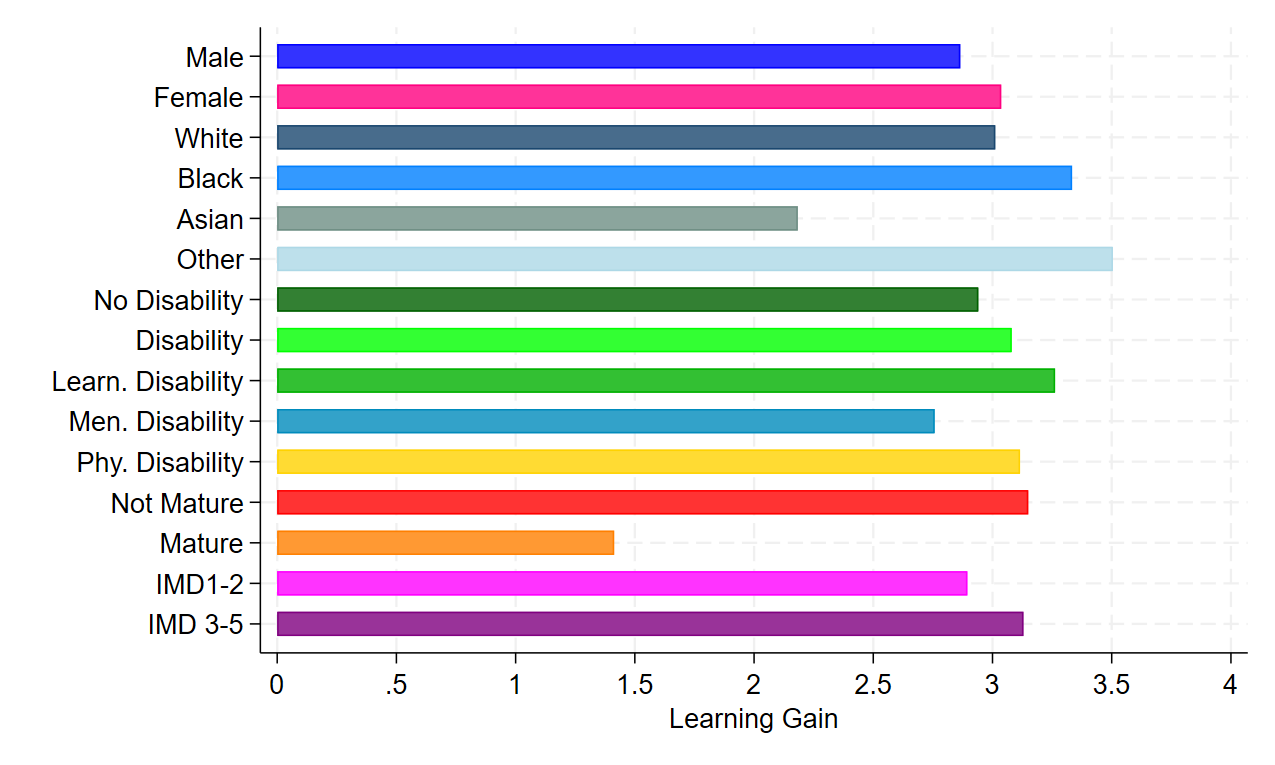 Male
Female
White
Black
Asian
Other
No Disability
Disability
Learn. Disability
Men. Disability
Phy. Disability
Not Mature
Mature
IMD1-2
IMD 3-5
0 .5 1 1.5 2 2.5 3 3.5 4
Learning Gain